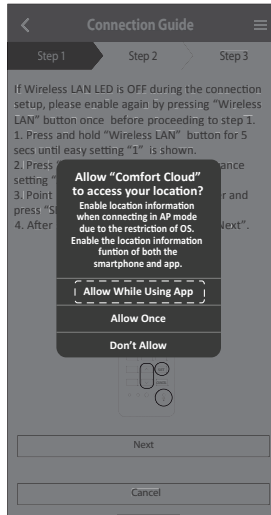 Connection Guide
Step 1
Step 2
Step 3
If Wireless LAN LED is OFF during the connection
setup, please enable again by pressing "Wireless
LAN" button once before proceeding to step 1.
1. Press and hold "Wireless LAN" button for 5
secs until easy setting "1" is shown.
2. Press
setting "
3. Point and
press
4. After Next".
Allow "Comfort Cloud"
to access your location?
Enable location information
when connecting in AP mode
due to the restriction of OS.
Enable the location information
funtion of both the
smartphone and app.
Allow While Using App
Allow Once
Don't Allow
Next
Cancel